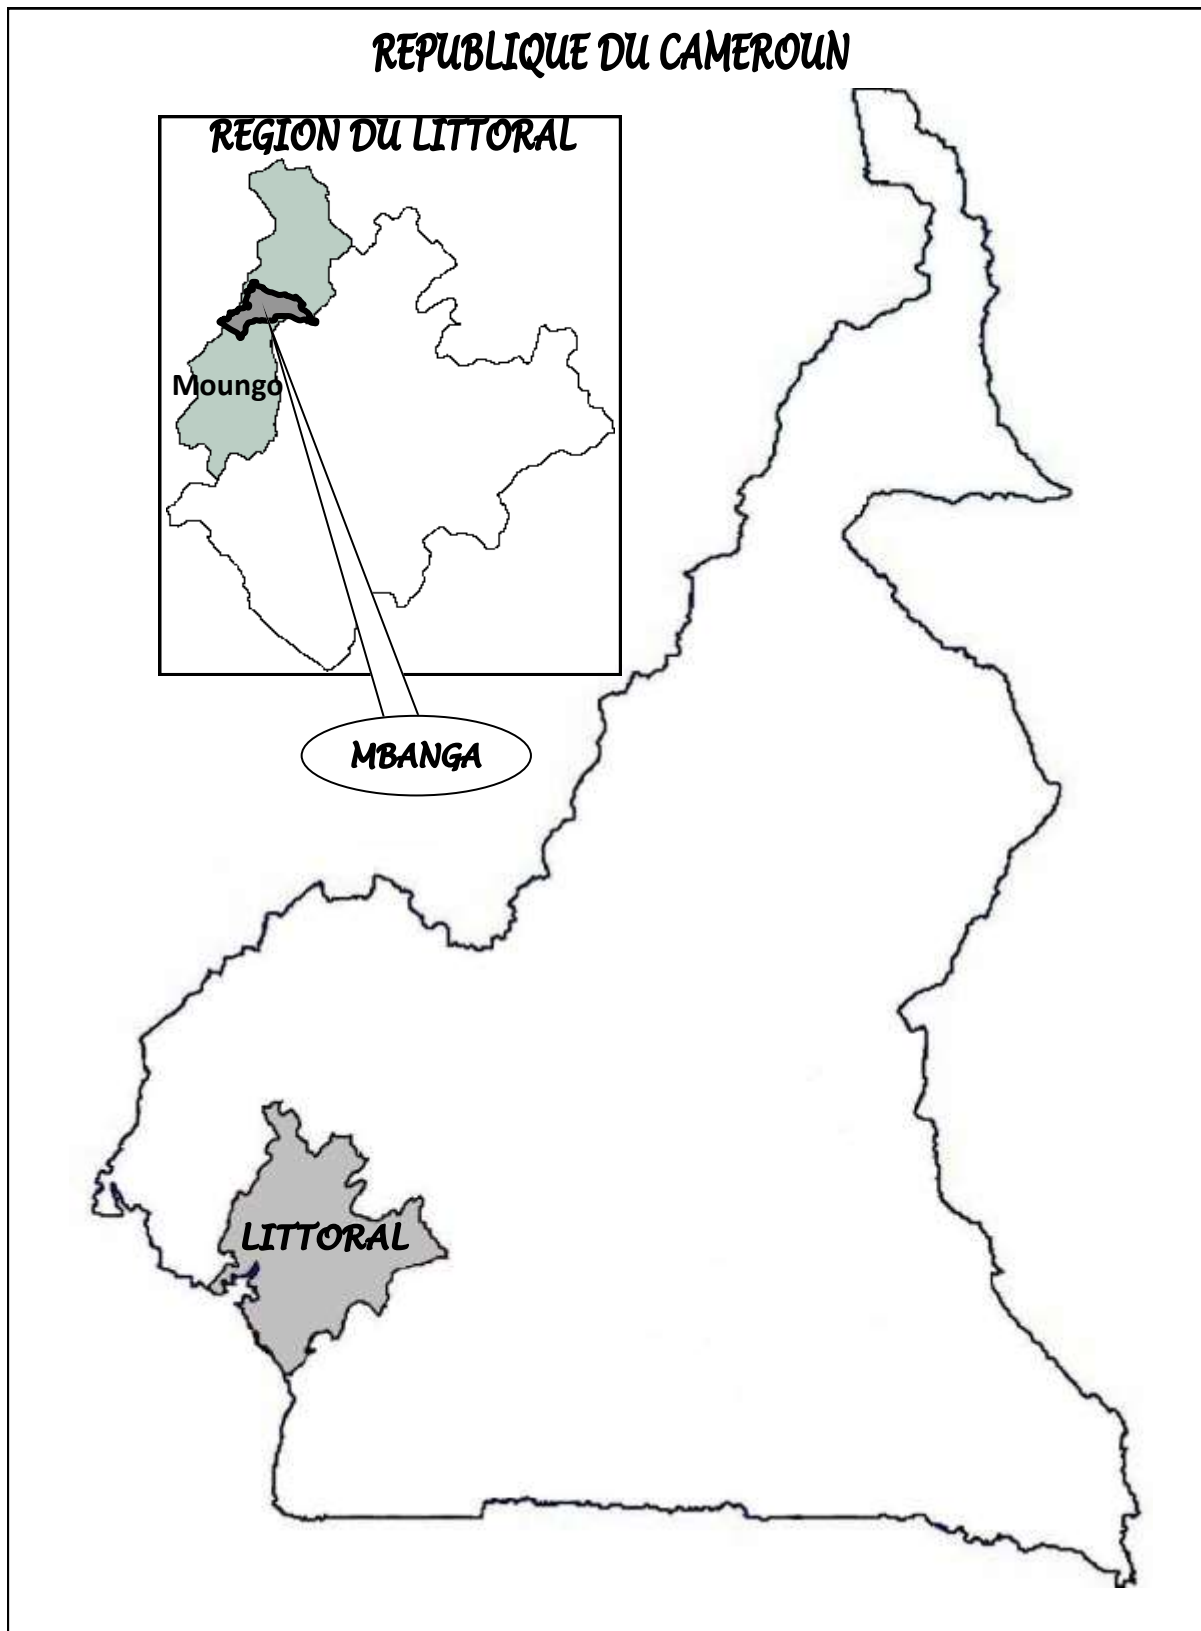 REPUBLIQUE DU CAMEROUN
REGION DU LITTORAL
Moungo
MBANGA
LITTORAL